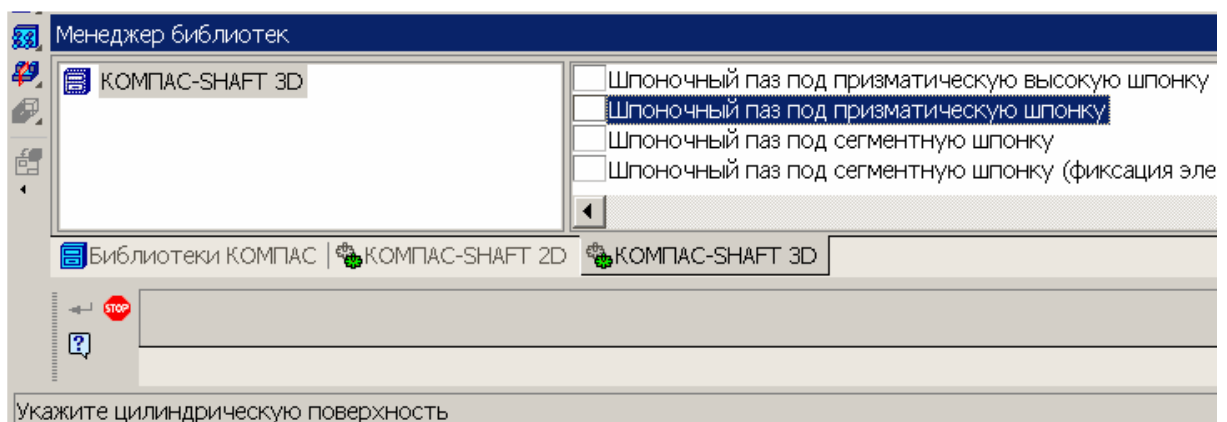 Менеджер библиотек
КОМПАС-SHAFT 3D
Шпоночный паз под призматическую высокую шпонку
Шпоночный паз под призматическую шпонку
Шпоночный паз под сегментную шпонку
Шпоночный паз под сегментную шпонку (фиксация эле
Библиотеки КОМПАС КОМПАС-SHAFT 2D КОМПАС-SHAFT 3D
STOP
?
Укажите цилиндрическую поверхность